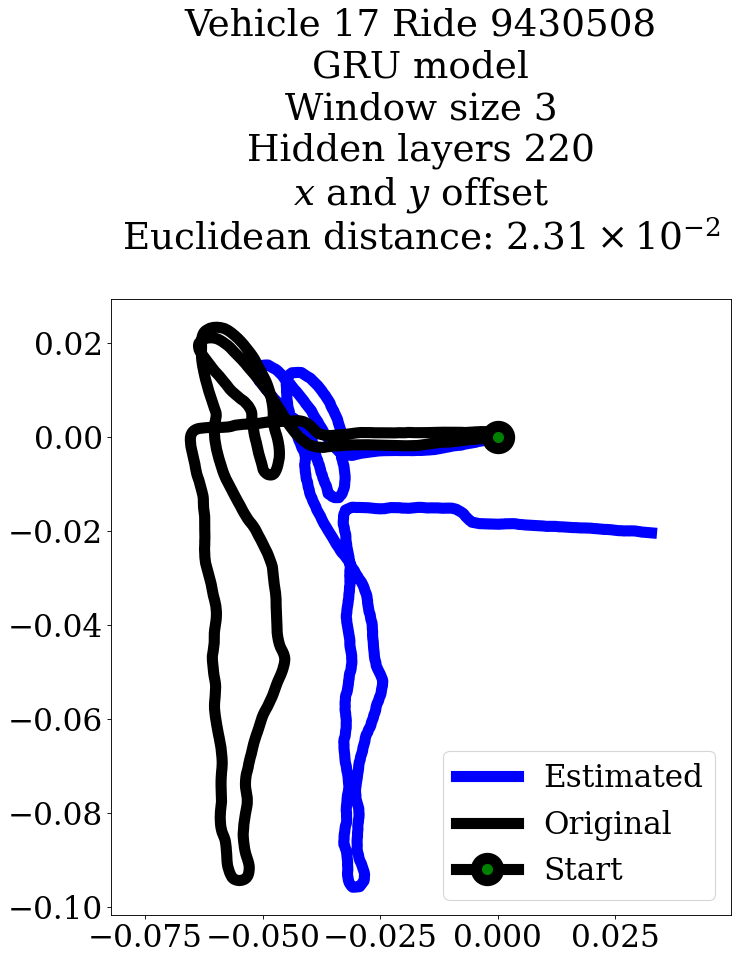 Vehicle 17 Ride 9430508
GRU model
Window size 3
Hidden layers 220
x and y offset
Euclidean distance: 2.31 × 10⁻²
0.02
0.00
−0.02
−0.04
−0.06
−0.08
−0.10
Estimated
Original
Start
−0.075 −0.050 −0.025 0.000 0.025